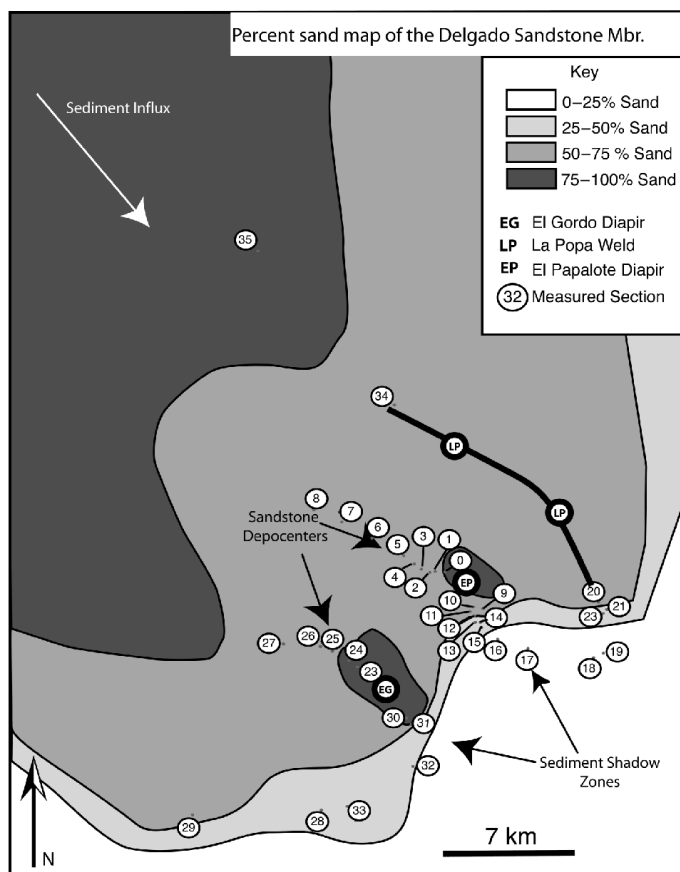 Percent sand map of the Delgado Sandstone Mbr.
Key
0–25% Sand
25–50% Sand
50–75 % Sand
75–100% Sand
EG El Gordo Diapir
LP La Popa Weld
EP El Papalote Diapir
32 Measured Section
Sediment Influx
35
34
LP
LP
8
7
6
5
3
1
Sandstone
Depocenters
0
4
2
EP
9
10
20
11
14
23
21
12
13
15
16
17
18
19
27
26
25
24
23
EG
30
31
32
Sediment Shadow
Zones
29
28
33
7 km
N